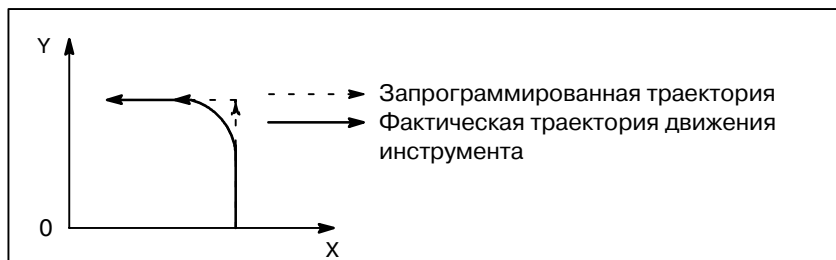 Y
Запрограммированная траектория
Фактическая траектория движения
инструмента
0
X